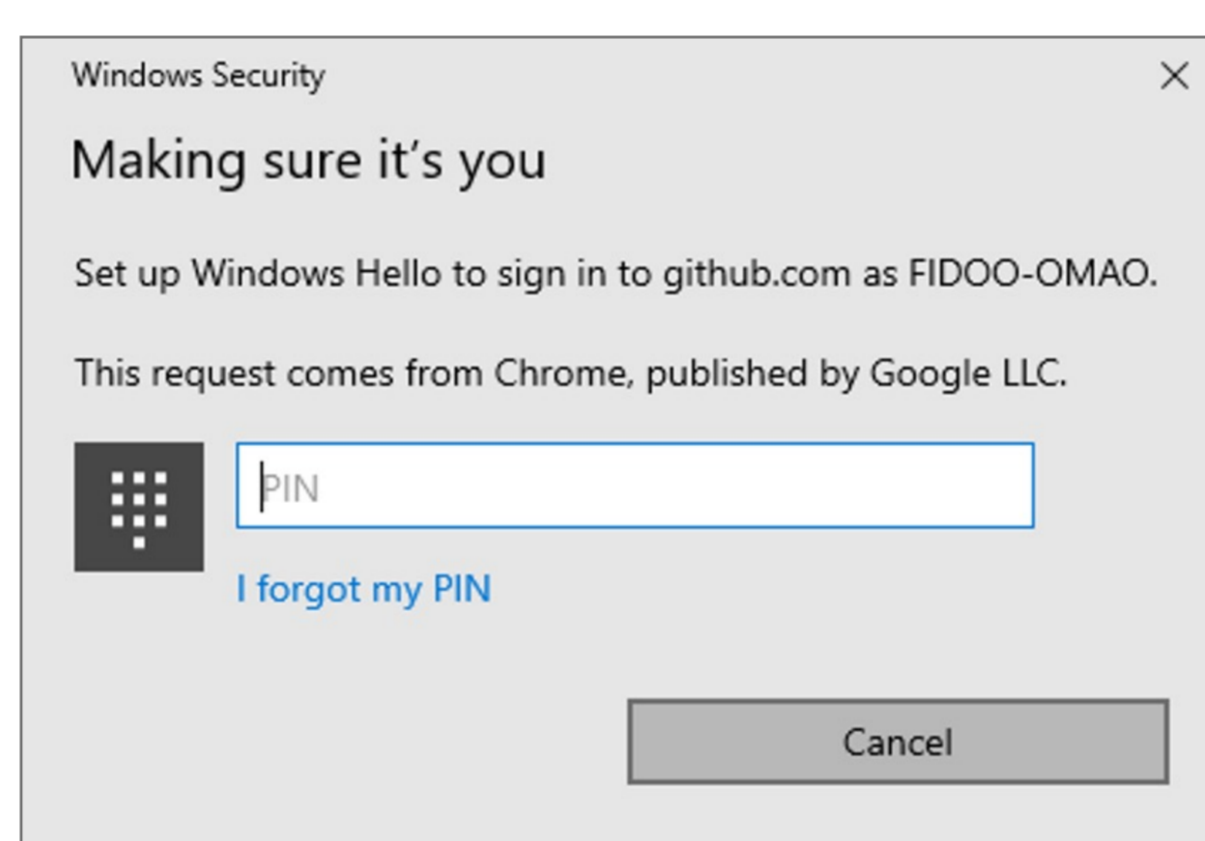 Windows Security
Making sure it's you
Set up Windows Hello to sign in to github.com as FIDOO-OMAO.
This request comes from Chrome, published by Google LLC.
PIN
I forgot my PIN
Cancel